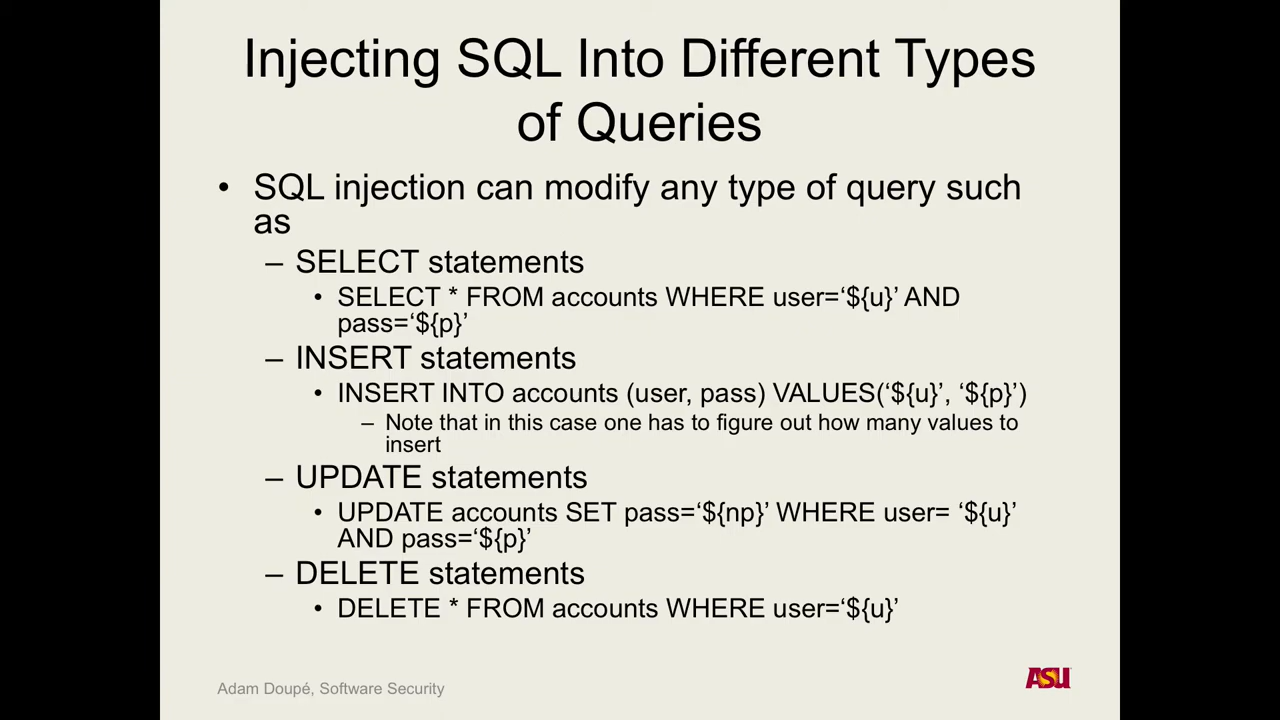 Injecting SQL Into Different Types
of Queries
• SQL injection can modify any type of query such
as
– SELECT statements
• SELECT * FROM accounts WHERE user=‘${u}’ AND
pass=‘${p}’
– INSERT statements
• INSERT INTO accounts (user, pass) VALUES(‘${u}’, ‘${p}’)
– Note that in this case one has to figure out how many values to
insert
– UPDATE statements
• UPDATE accounts SET pass=‘${np}’ WHERE user= ‘${u}’
AND pass=‘${p}’
– DELETE statements
• DELETE * FROM accounts WHERE user=‘${u}’
Adam Doupé, Software Security
ASU